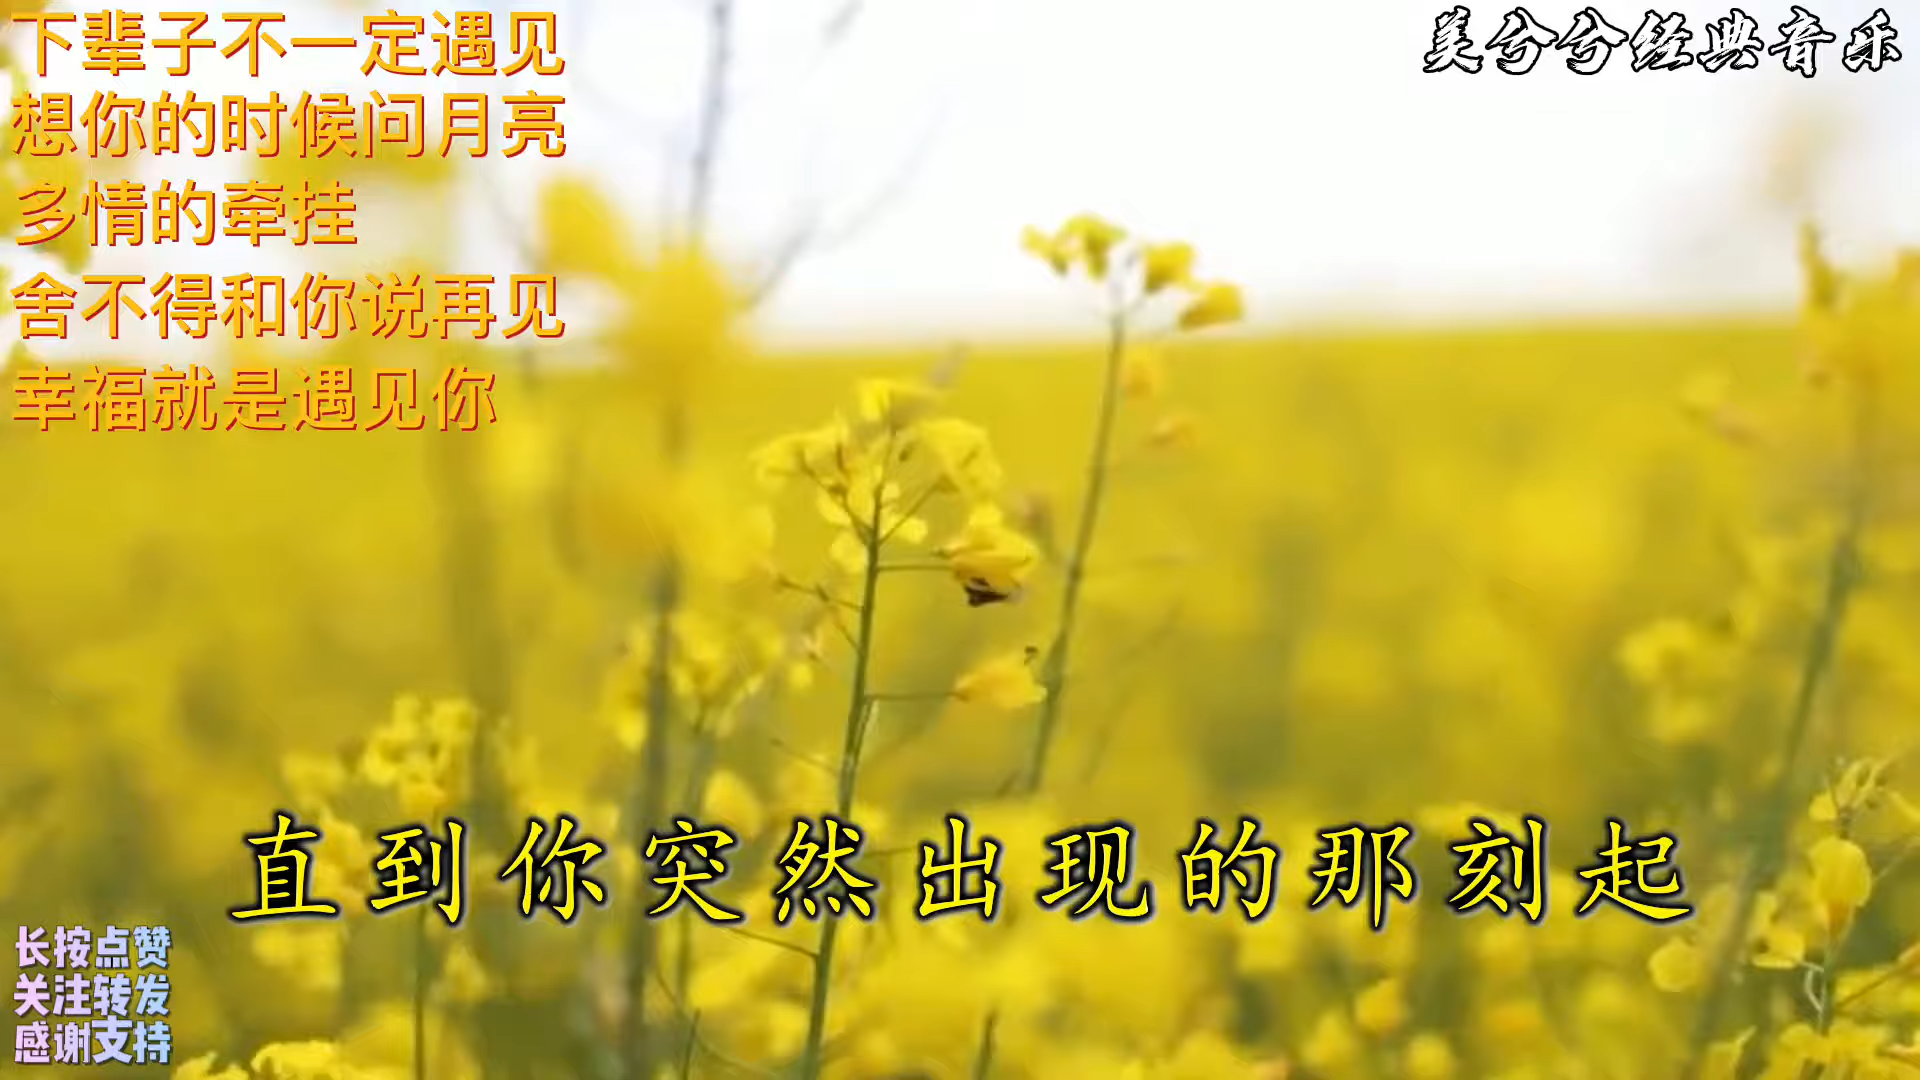 下辈子不一定遇见
想你的时候问月亮
多情的牵挂
舍不得和你说再见
幸福就是遇见你
美兮兮经典音乐
直到你突然出现的那刻起
长按点赞
关注转发
感谢支持